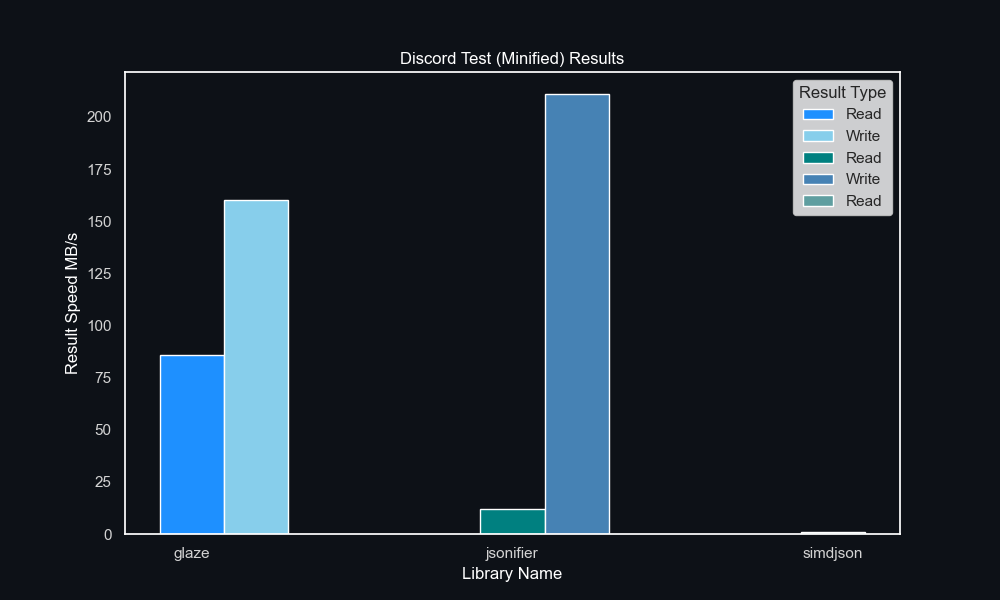 Discord Test (Minified) Results
Result Type
Read
Write
Read
Write
Read
Result Speed MB/s
200
175
150
125
100
75
50
25
0
glaze
jsonifier
simdjson
Library Name